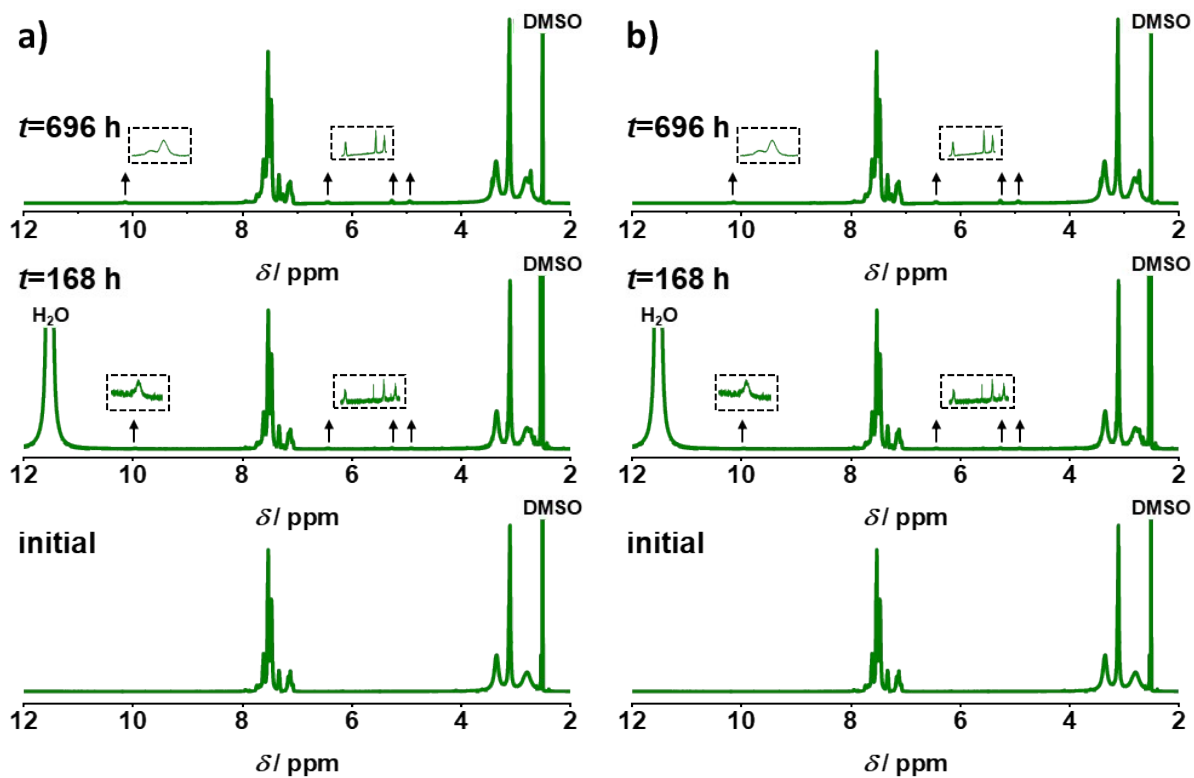 a)
DMSO
t=696 h
12 10 8 6 4 2
δ / ppm
t=168 h
DMSO
H₂O
12 10 8 6 4 2
δ / ppm
initial
DMSO
12 10 8 6 4 2
δ / ppm
b)
DMSO
t=696 h
12 10 8 6 4 2
δ / ppm
t=168 h
DMSO
H₂O
12 10 8 6 4 2
δ / ppm
initial
DMSO
12 10 8 6 4 2
δ / ppm